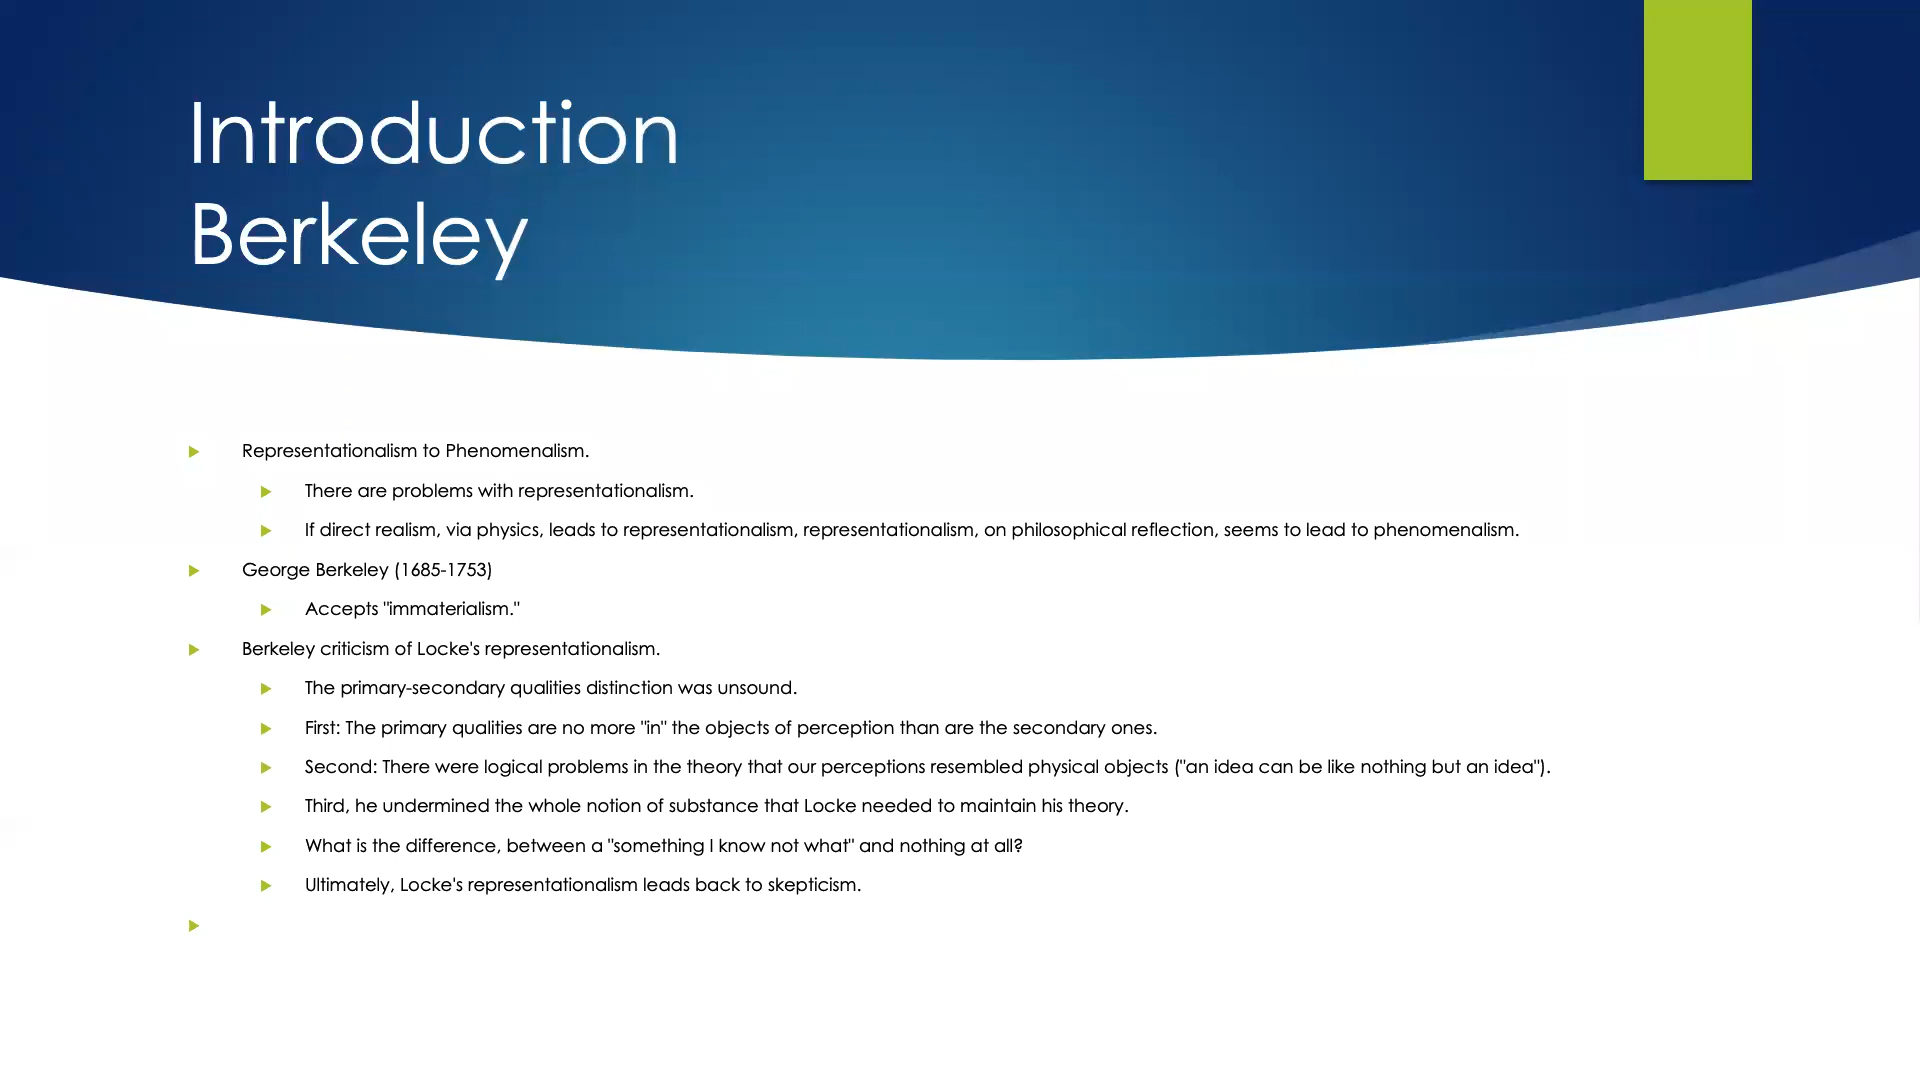 Introduction
Berkeley
Representationalism to Phenomenalism.
There are problems with representationalism.
If direct realism, via physics, leads to representationalism, representationalism, on philosophical reflection, seems to lead to phenomenalism.
George Berkeley (1685-1753)
Accepts "immaterialism."
Berkeley criticism of Locke's representationalism.
The primary-secondary qualities distinction was unsound.
First: The primary qualities are no more "in" the objects of perception than are the secondary ones.
Second: There were logical problems in the theory that our perceptions resembled physical objects ("an idea can be like nothing but an idea").
Third, he undermined the whole notion of substance that Locke needed to maintain his theory.
What is the difference, between a "something I know not what" and nothing at all?
Ultimately, Locke's representationalism leads back to skepticism.